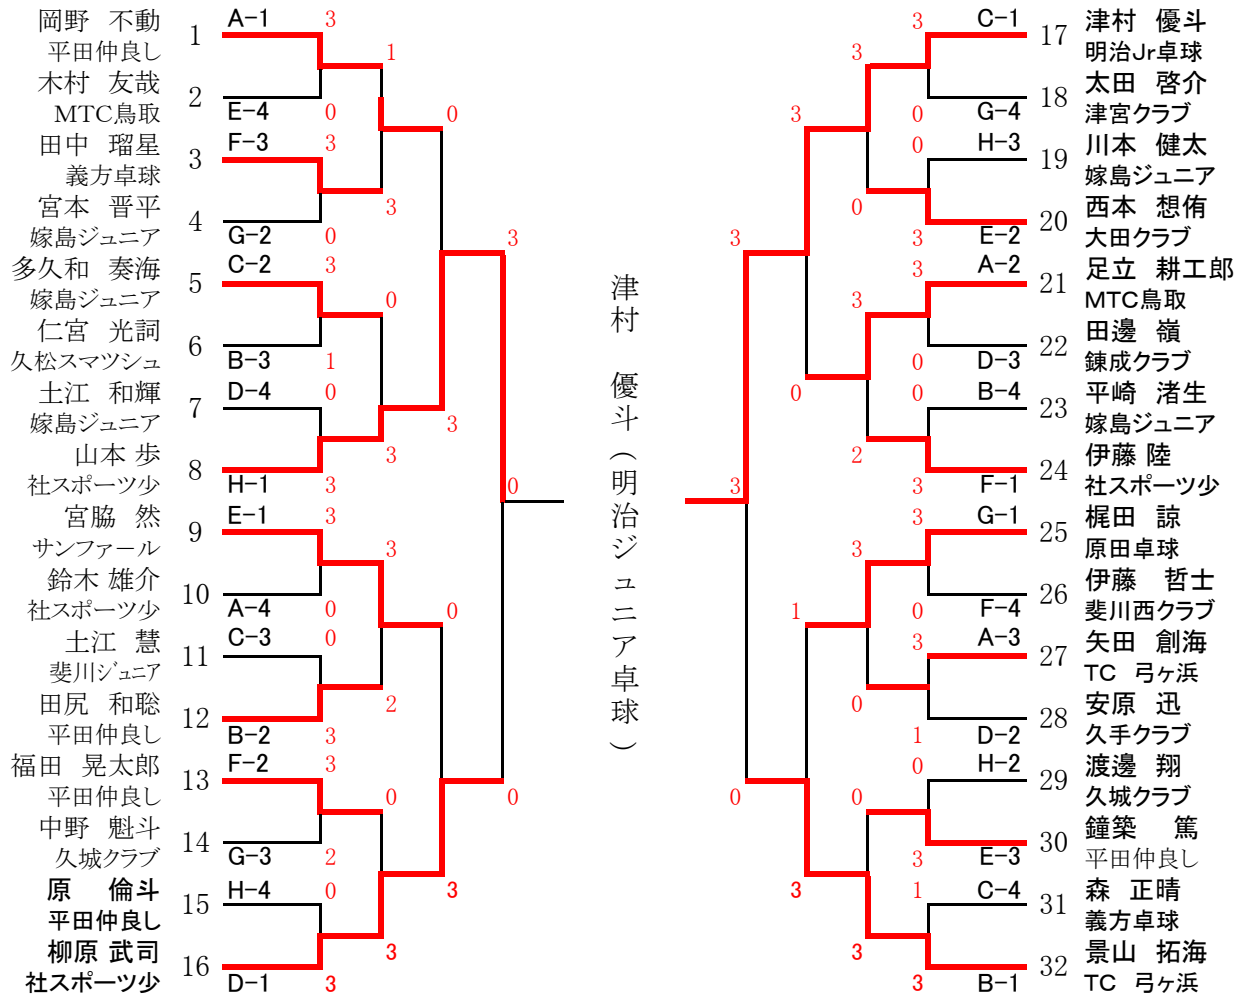 岡野 不動
平田仲良し
1
A-1
3
木村 友哉
MTC鳥取
2
E-4
0
1
田中 瑠星
義方卓球
3
F-3
3
宮本 晋平
嫁島ジュニア
4
G-2
0
3
0
多久和 奏海
嫁島ジュニア
5
C-2
3
仁宮 光詞
久松スマツシュ
6
B-3
1
0
土江 和輝
嫁島ジュニア
7
D-4
0
山本 歩
社スポーツ少
8
H-1
3
3
3
3
宮脇 然
サンファール
9
E-1
3
鈴木 雄介
社スポーツ少
10
A-4
0
3
土江 慧
斐川ジュニア
11
C-3
0
田尻 和聡
平田仲良し
12
B-2
3
2
0
福田 晃太郎
平田仲良し
13
F-2
3
中野 魁斗
久城クラブ
14
G-3
2
0
原 倫斗
平田仲良し
15
H-4
0
柳原 武司
社スポーツ少
16
D-1
3
3
3
0
0
津村 優斗（明治ジュニア卓球）
3
C-1
17
津村 優斗
明治Jr卓球
3
G-4
18
太田 啓介
津宮クラブ
0
3
H-3
19
川本 健太
嫁島ジュニア
0
E-2
20
西本 想侑
大田クラブ
3
0
3
A-2
21
足立 耕工郎
MTC鳥取
3
D-3
22
田邊 嶺
錬成クラブ
0
3
B-4
23
平崎 渚生
嫁島ジュニア
0
F-1
24
伊藤 陸
社スポーツ少
3
2
0
3
G-1
25
梶田 諒
原田卓球
3
F-4
26
伊藤 哲士
斐川西クラブ
0
3
A-3
27
矢田 創海
TC 弓ヶ浜
3
D-2
28
安原 迅
久手クラブ
1
0
1
H-2
29
渡邊 翔
久城クラブ
0
E-3
30
鐘築 篤
平田仲良し
3
0
C-4
31
森 正晴
義方卓球
1
B-1
32
景山 拓海
TC 弓ヶ浜
3
3
3
0